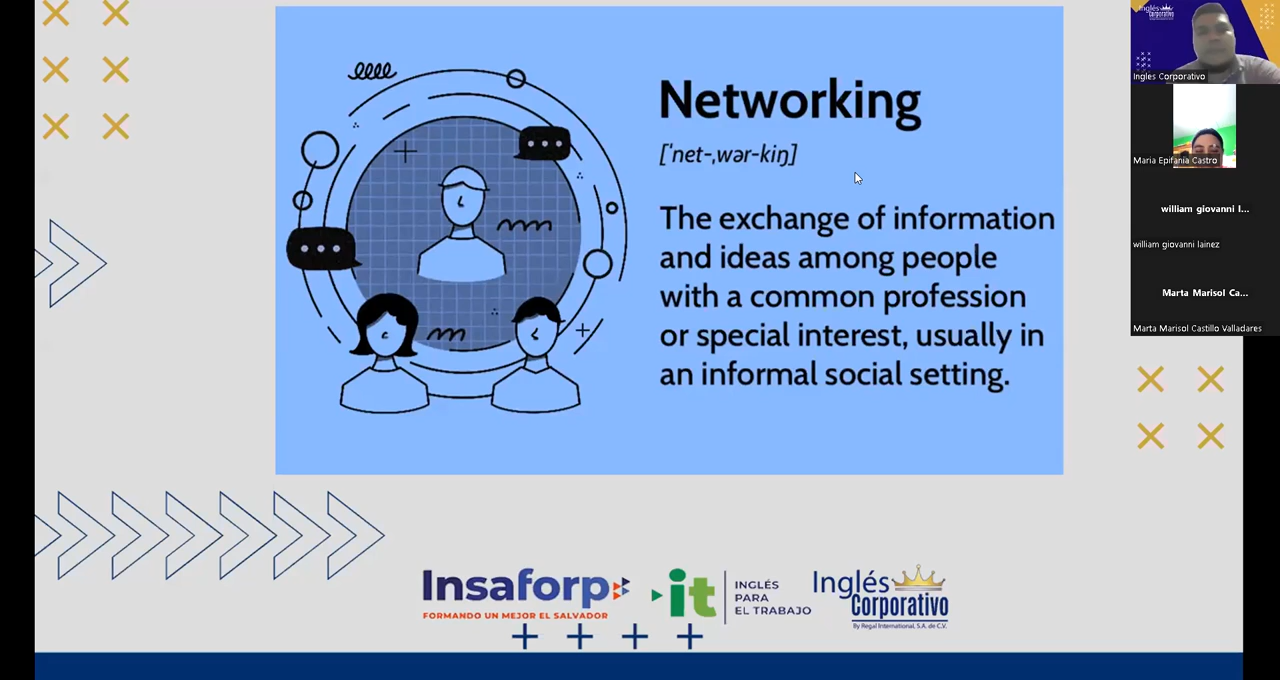 Networking
['net-,wər-kiŋ]
The exchange of information
and ideas among people
with a common profession
or special interest, usually in
an informal social setting.
Insaforp
FORMANDO UN MEJOR EL SALVADOR
it
INGLÉS
PARA
EL TRABAJO
Inglés
Corporativo
By Regal International, S.A. de C.V.
Inglés
Corporativo
Ingles Corporativo
Maria Epifania Castro
william giovanni l...
william giovanni lainez
Marta Marisol Ca...
Marta Marisol Castillo Valladares